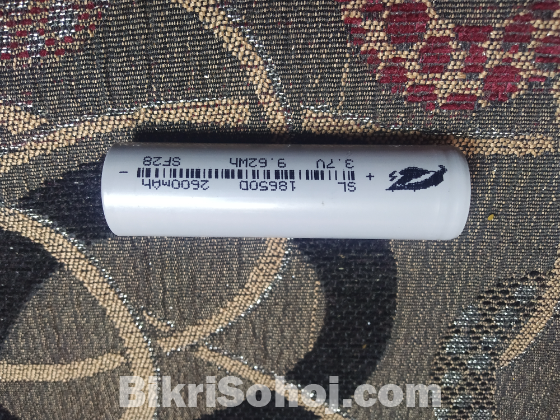 SL 18650D 2600mAh
3.7V 9.62Wh SF28
+ -
BikriSohoj.com